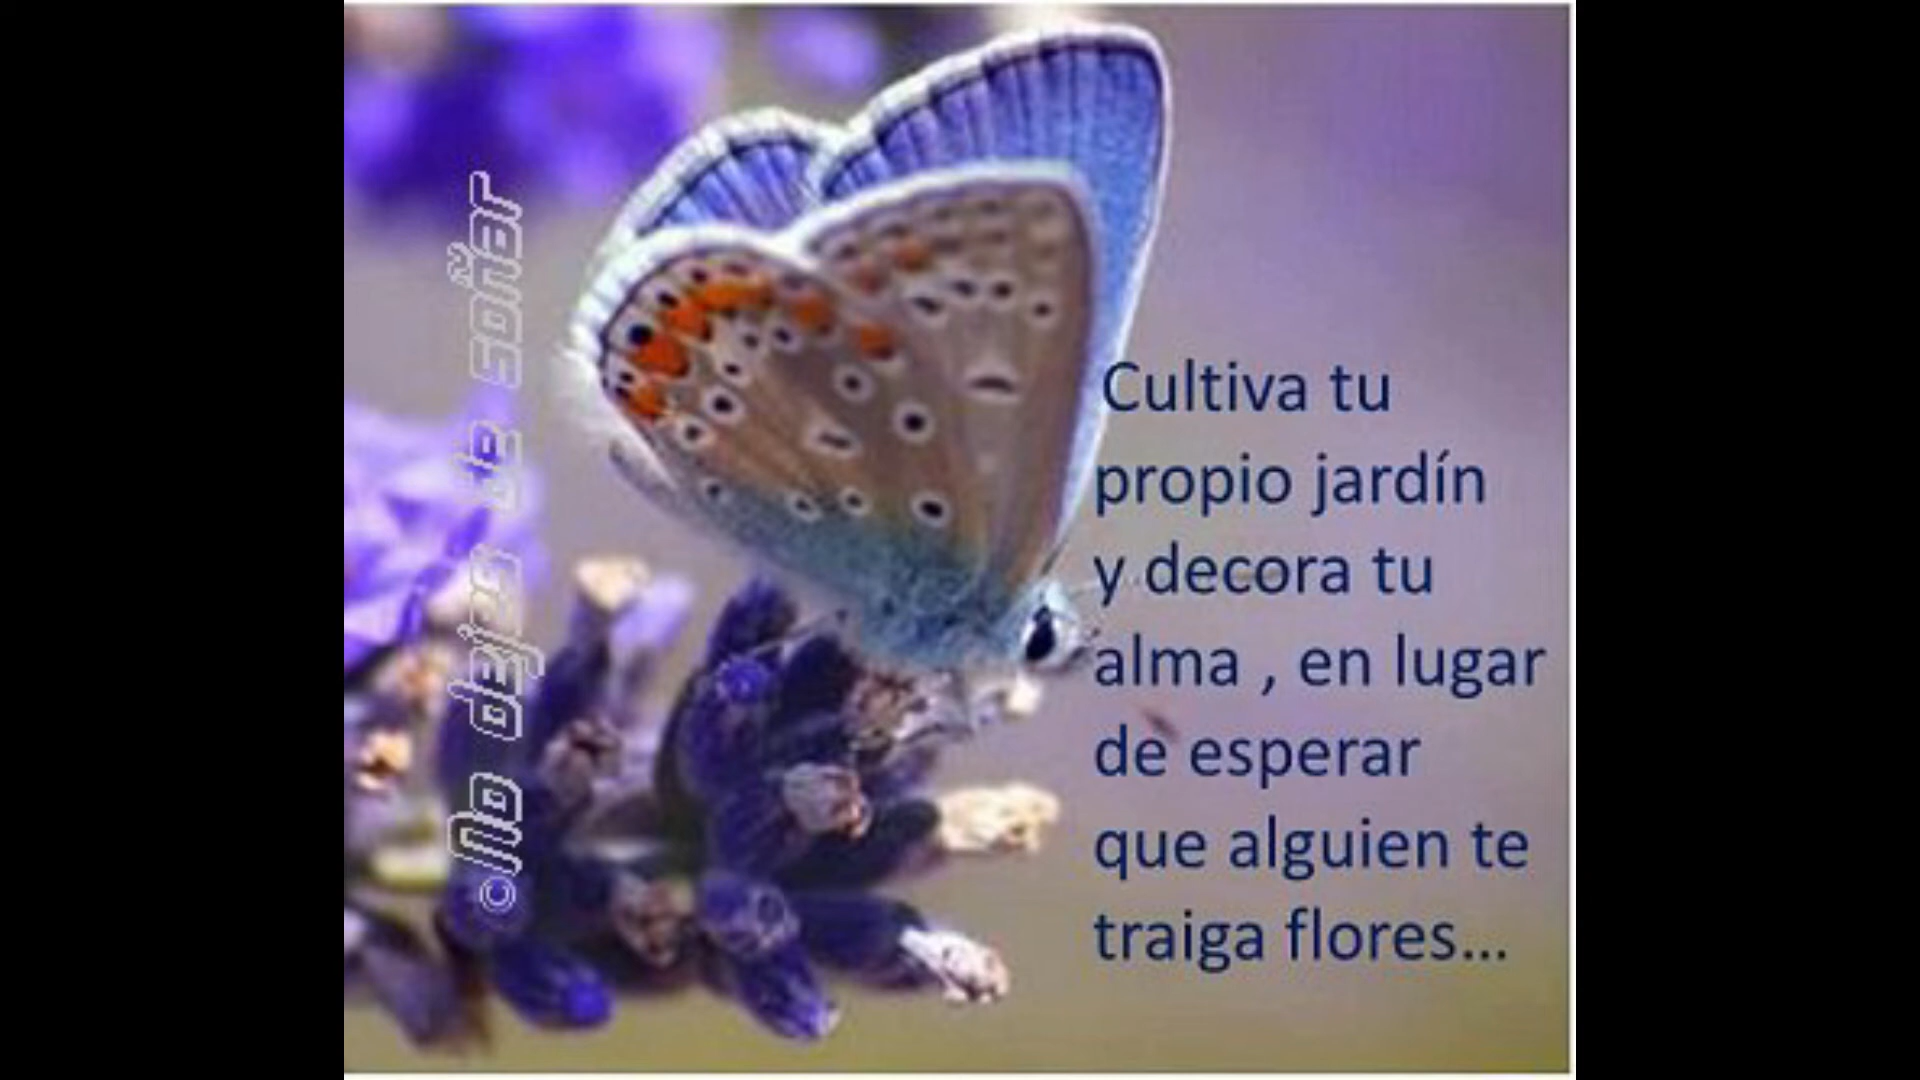 ©No dejes de soñar
Cultiva tu
propio jardín
y decora tu
alma , en lugar
de esperar
que alguien te
traiga flores...